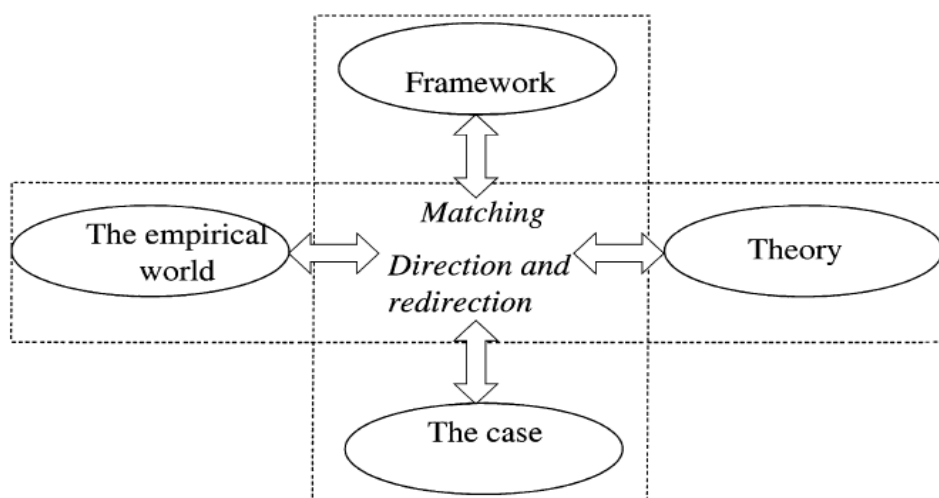 Framework
Matching
The empirical
world
Direction and
redirection
Theory
The case